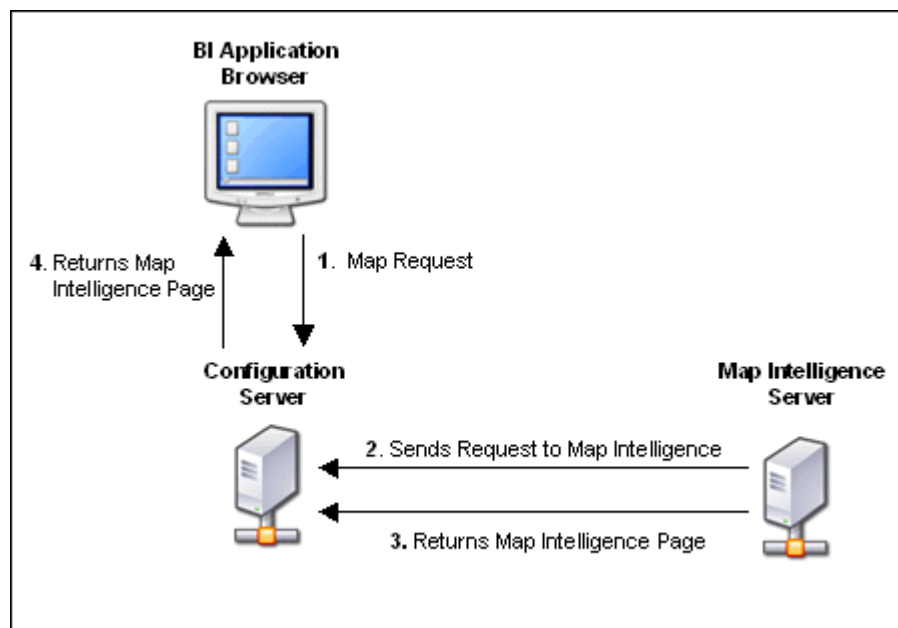 BI Application
Browser
4. Returns Map
Intelligence Page
1. Map Request
Configuration
Server
Map Intelligence
Server
2. Sends Request to Map Intelligence
3. Returns Map Intelligence Page